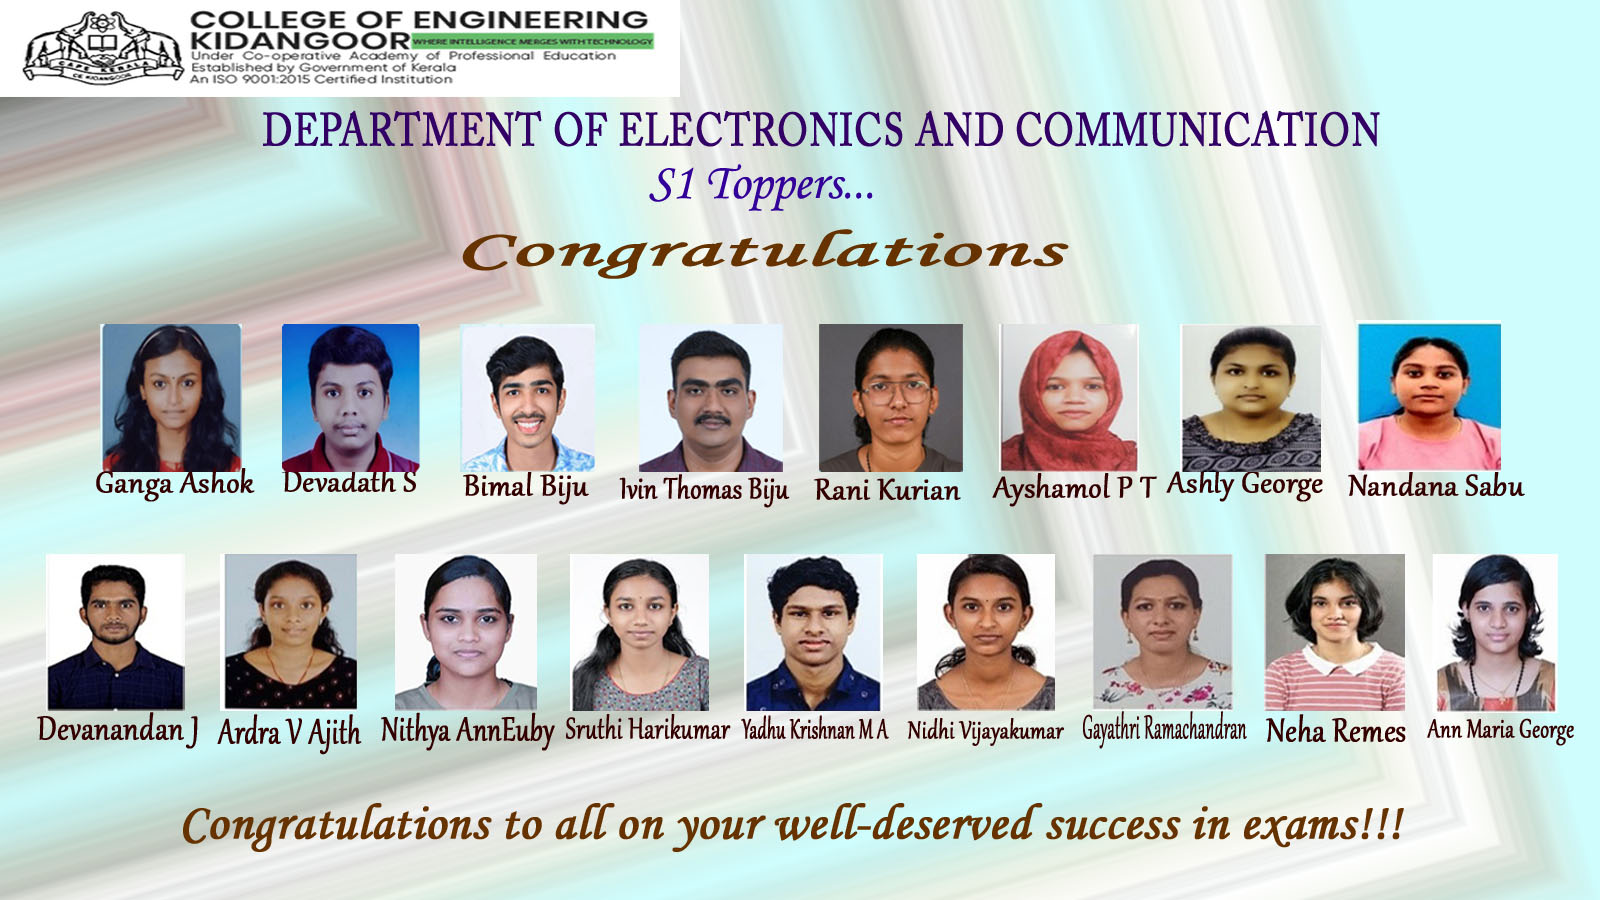 COLLEGE OF ENGINEERING
KIDANGOOR WHERE INTELLIGENCE MERGES WITH TECHNOLOGY
Under Co-operative Academy of Professional Education
Established by Government of Kerala
An ISO 9001:2015 Certified Institution
CAPE KERALA
CE KIDANGOOR
DEPARTMENT OF ELECTRONICS AND COMMUNICATION
S1 Toppers...
Congratulations
Ganga Ashok Devadath S Bimal Biju Ivin Thomas Biju Rani Kurian Ayshamol P T Ashly George Nandana Sabu
Devanandan J Ardra V Ajith Nithya AnnEuby Sruthi Harikumar Yadhu Krishnan M A Nidhi Vijayakumar Gayathri Ramachandran Neha Remes Ann Maria George
Congratulations to all on your well-deserved success in exams!!!